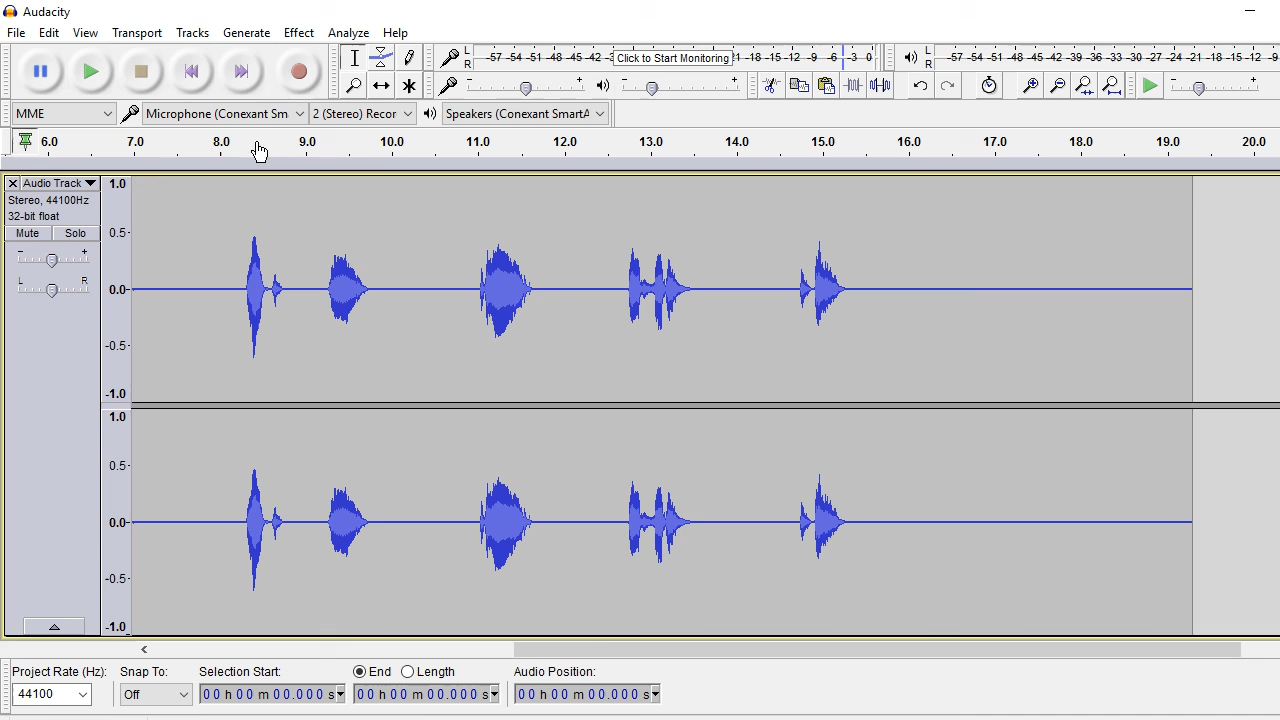 Audacity
File Edit View Transport Tracks Generate Effect Analyze Help
L
R
-57 -54 -51 -48 -45 -42 Click to Start Monitoring -18 -15 -12 -9 -6 -3 0
L
R
-57 -54 -51 -48 -45 -42 -39 -36 -33 -30 -27 -24 -21 -18 -15 -12 -9
- + - + - +
MME Microphone (Conexant Sm 2 (Stereo) Recor Speakers (Conexant SmartA
6.0 7.0 8.0 9.0 10.0 11.0 12.0 13.0 14.0 15.0 16.0 17.0 18.0 19.0 20.0
Audio Track 1.0
Stereo, 44100Hz
32-bit float
Mute Solo 0.5
- +
L R 0.0
-0.5
-1.0
1.0
0.5
0.0
-0.5
-1.0
Project Rate (Hz): Snap To: Selection Start: End Length Audio Position:
44100 Off 00 h 00 m 00.000 s 00 h 00 m 00.000 s 00 h 00 m 00.000 s